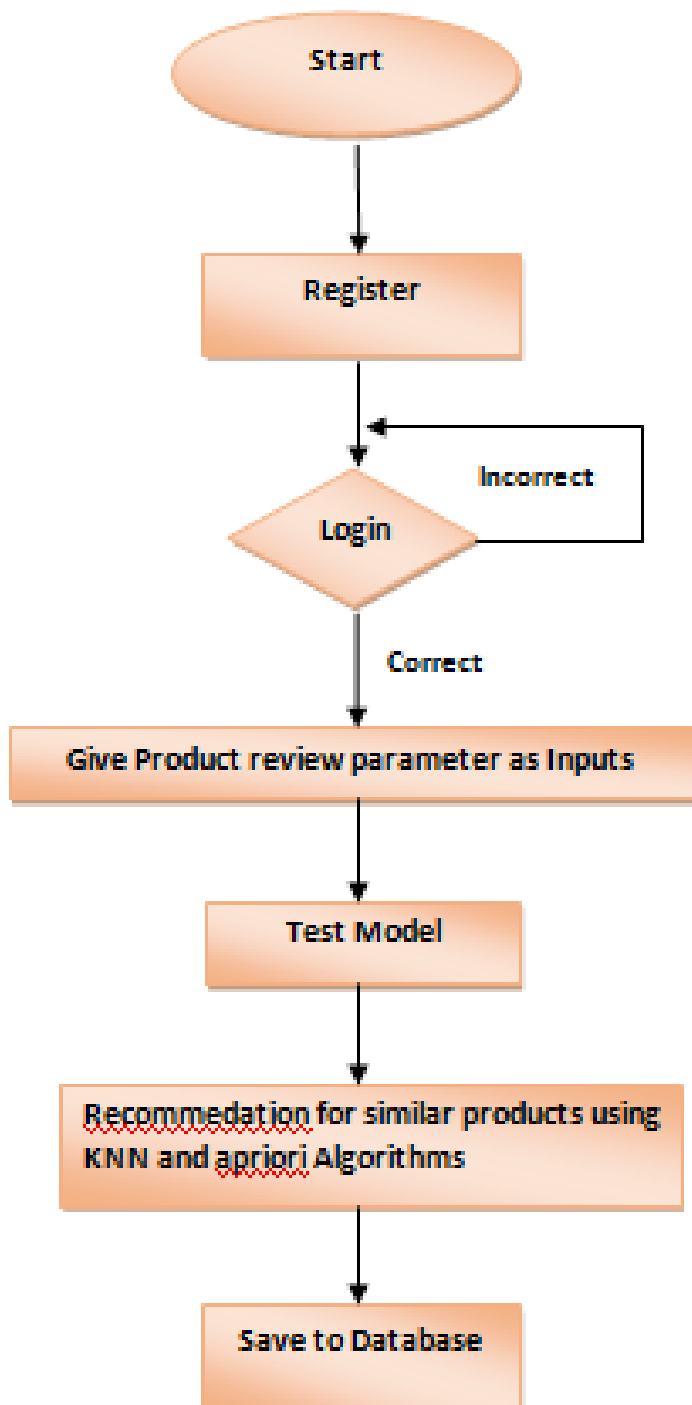 Start
Register
Incorrect
Login
Correct
Give Product review parameter as Inputs
Test Model
Recommedation for similar products using
KNN and apriori Algorithms
Save to Database